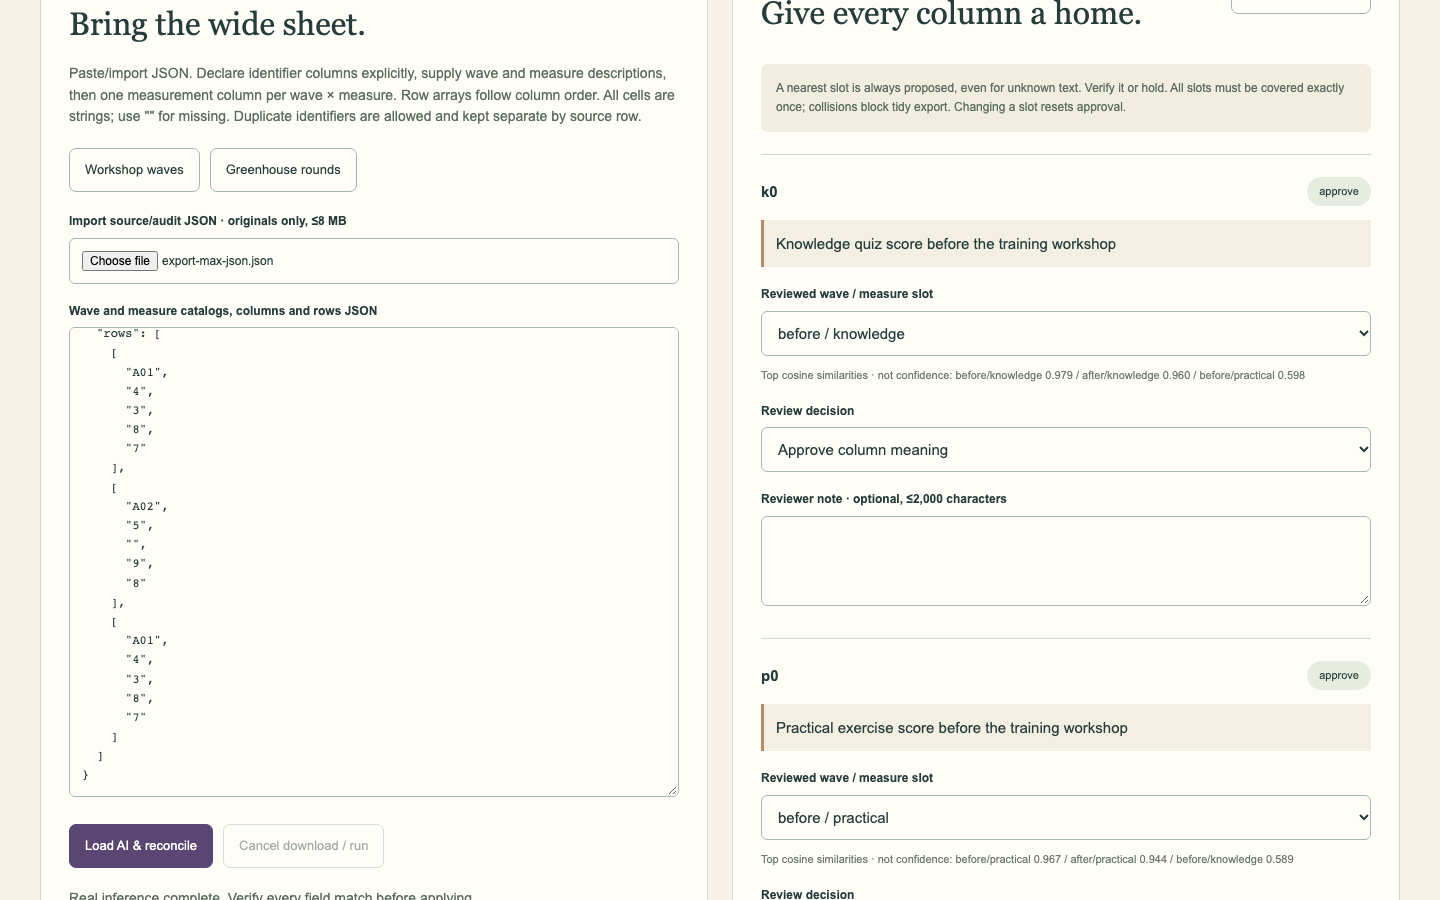 Bring the wide sheet.
Paste/import JSON. Declare identifier columns explicitly, supply wave and measure descriptions,
then one measurement column per wave × measure. Row arrays follow column order. All cells are
strings; use "" for missing. Duplicate identifiers are allowed and kept separate by source row.
Workshop waves
Greenhouse rounds
Import source/audit JSON · originals only, ≤8 MB
Choose file export-max-json.json
Wave and measure catalogs, columns and rows JSON
"rows": [
[
"A01",
"4",
"3",
"8",
"7"
],
[
"A02",
"5",
"",
"9",
"8"
],
[
"A01",
"4",
"3",
"8",
"7"
]
]
}
Load AI & reconcile
Cancel download / run
Real inference complete. Verify every field match before applying.
Give every column a home.
A nearest slot is always proposed, even for unknown text. Verify it or hold. All slots must be covered exactly
once; collisions block tidy export. Changing a slot resets approval.
k0
approve
Knowledge quiz score before the training workshop
Reviewed wave / measure slot
before / knowledge
Top cosine similarities · not confidence: before/knowledge 0.979 / after/knowledge 0.960 / before/practical 0.598
Review decision
Approve column meaning
Reviewer note · optional, ≤2,000 characters
p0
approve
Practical exercise score before the training workshop
Reviewed wave / measure slot
before / practical
Top cosine similarities · not confidence: before/practical 0.967 / after/practical 0.944 / before/knowledge 0.589
Review decision